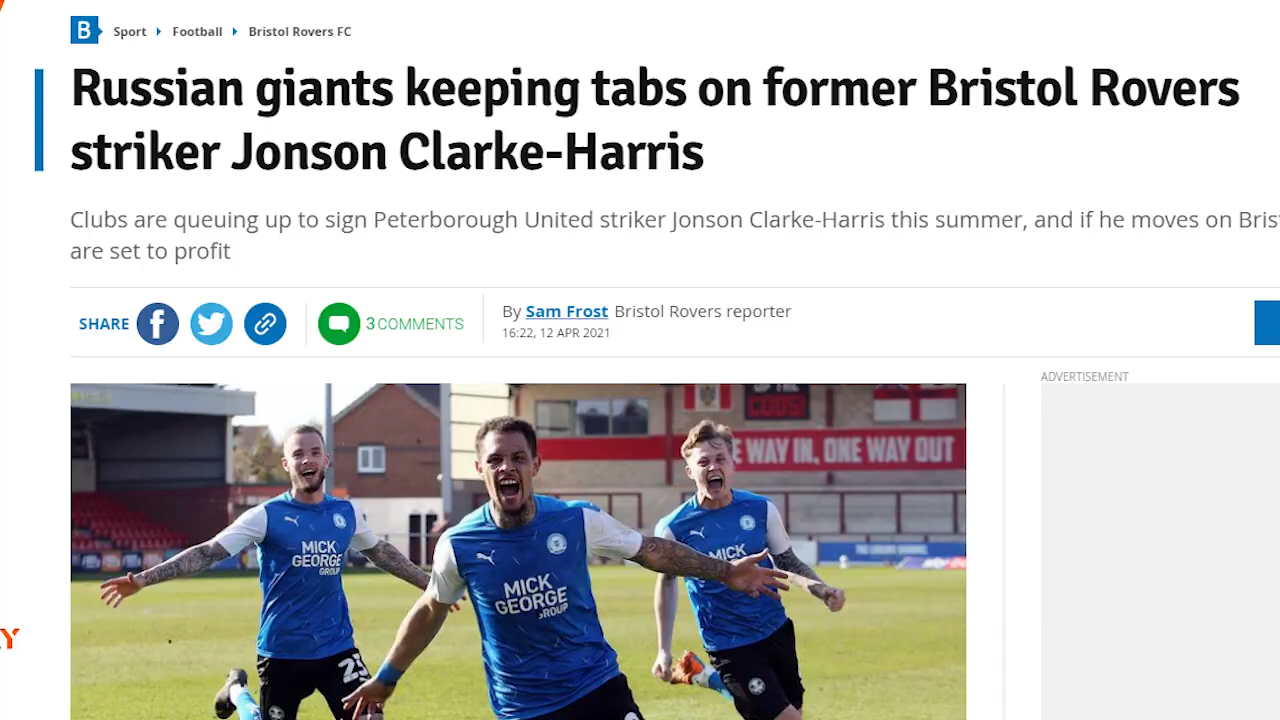 B Sport Football Bristol Rovers FC
Russian giants keeping tabs on former Bristol Rovers
striker Jonson Clarke-Harris
Clubs are queuing up to sign Peterborough United striker Jonson Clarke-Harris this summer, and if he moves on Bris
are set to profit
SHARE 3 COMMENTS
By Sam Frost Bristol Rovers reporter
16:22, 12 APR 2021
ADVERTISEMENT
COOS!
E WAY IN, ONE WAY OUT
MICK
GEORGE
GROUP
MICK
GEORGE
GROUP
MICK
23
Y